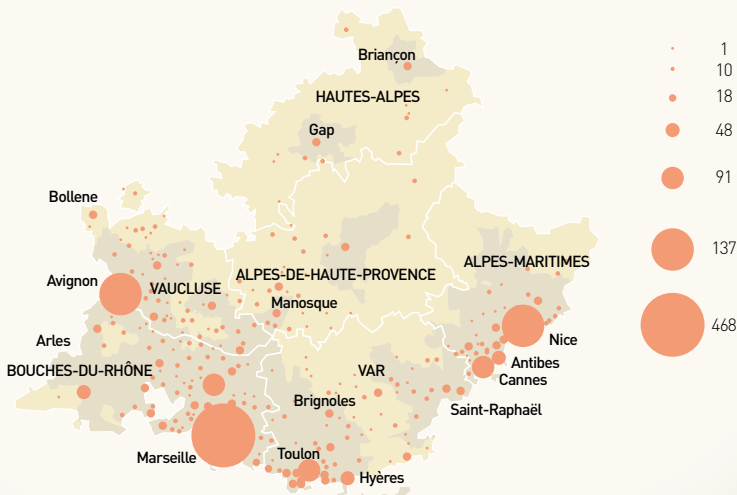 Briançon
HAUTES-ALPES
Gap
Bollene
Avignon
VAUCLUSE
ALPES-DE-HAUTE-PROVENCE
Manosque
ALPES-MARITIMES
Nice
Antibes
Cannes
Arles
BOUCHES-DU-RHÔNE
VAR
Brignoles
Saint-Raphaël
Marseille
Toulon
Hyères
1
10
18
48
91
137
468